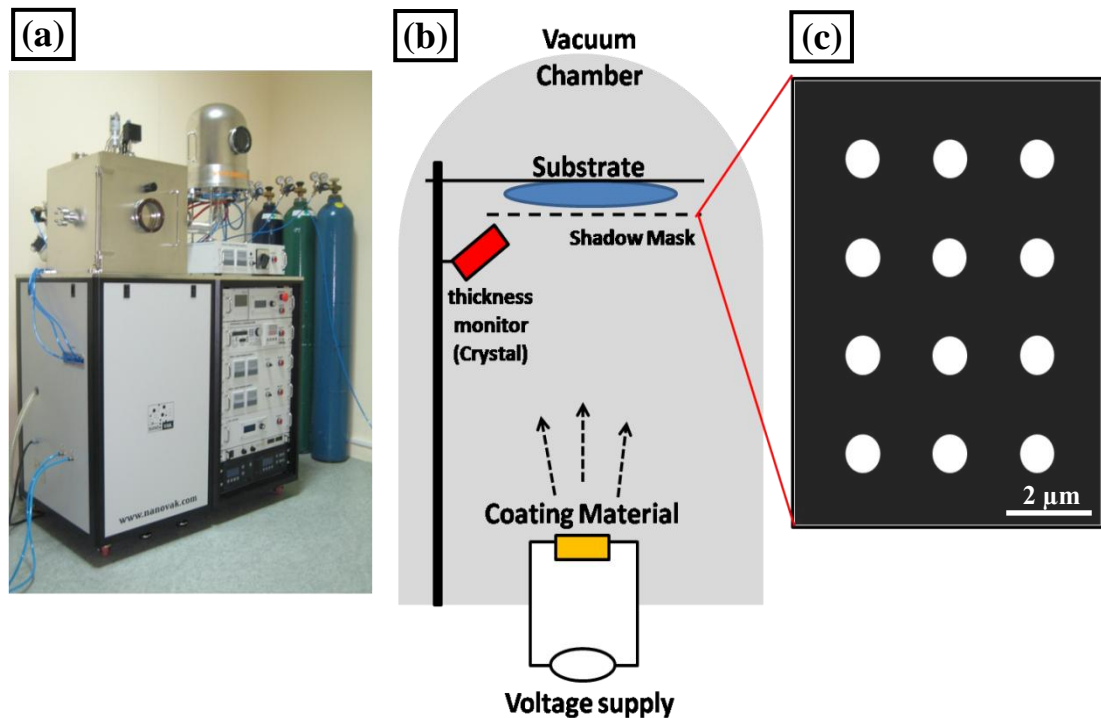 (a)
www.nanovak.com
(b)
Vacuum
Chamber
Substrate
Shadow Mask
thickness
monitor
(Crystal)
Coating Material
Voltage supply
(c)
2 µm